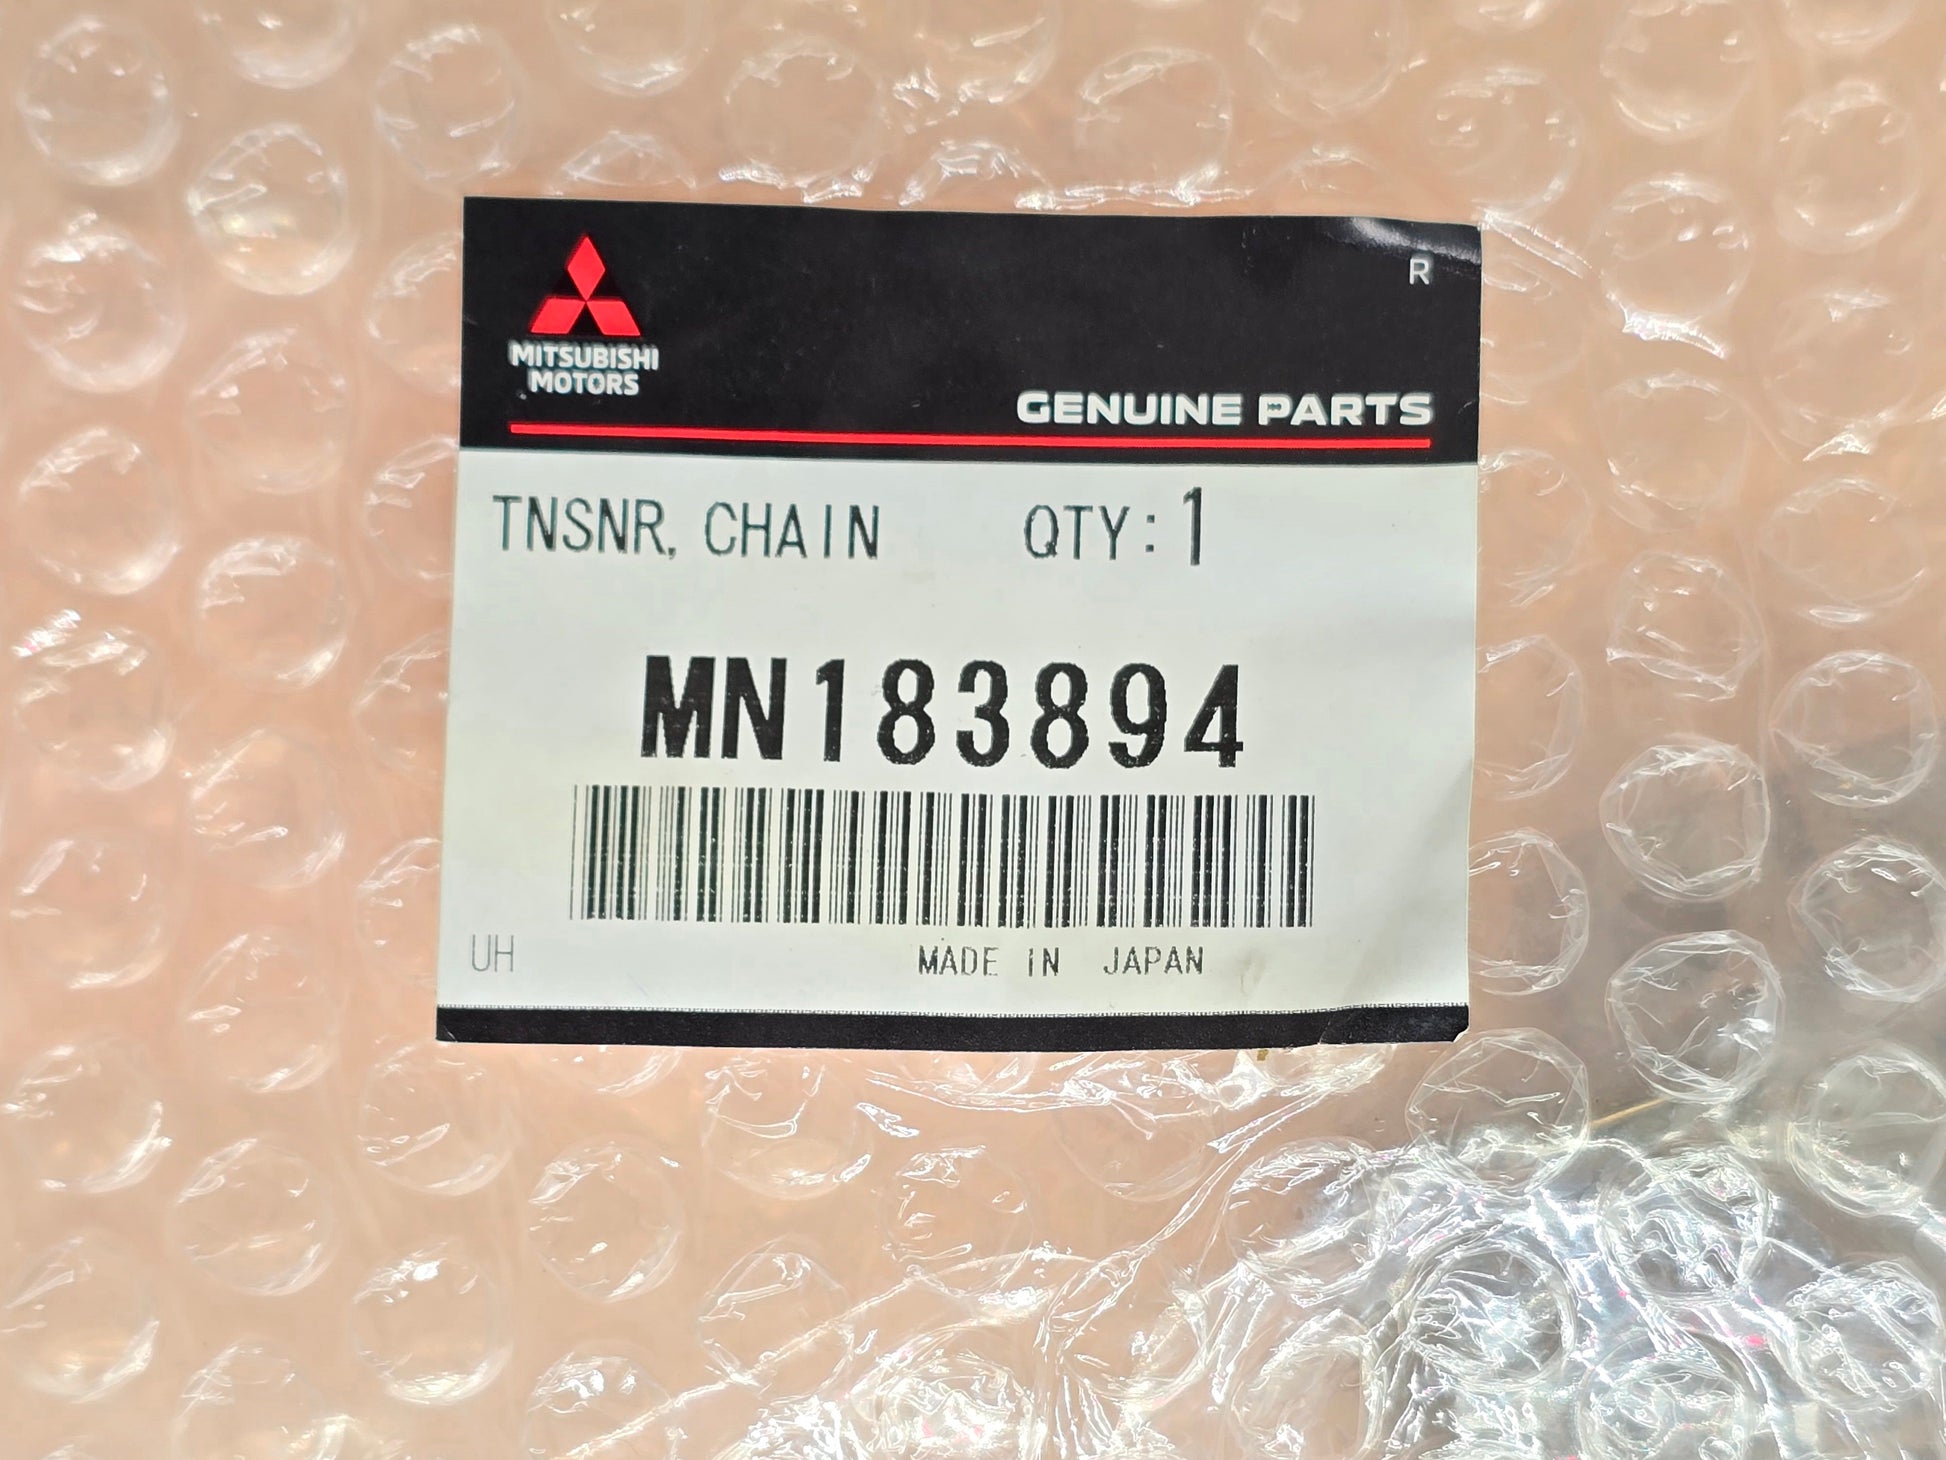 R
MITSUBISHI
MOTORS
GENUINE PARTS
TNSNR, CHAIN QTY: 1
MN183894
UH MADE IN JAPAN